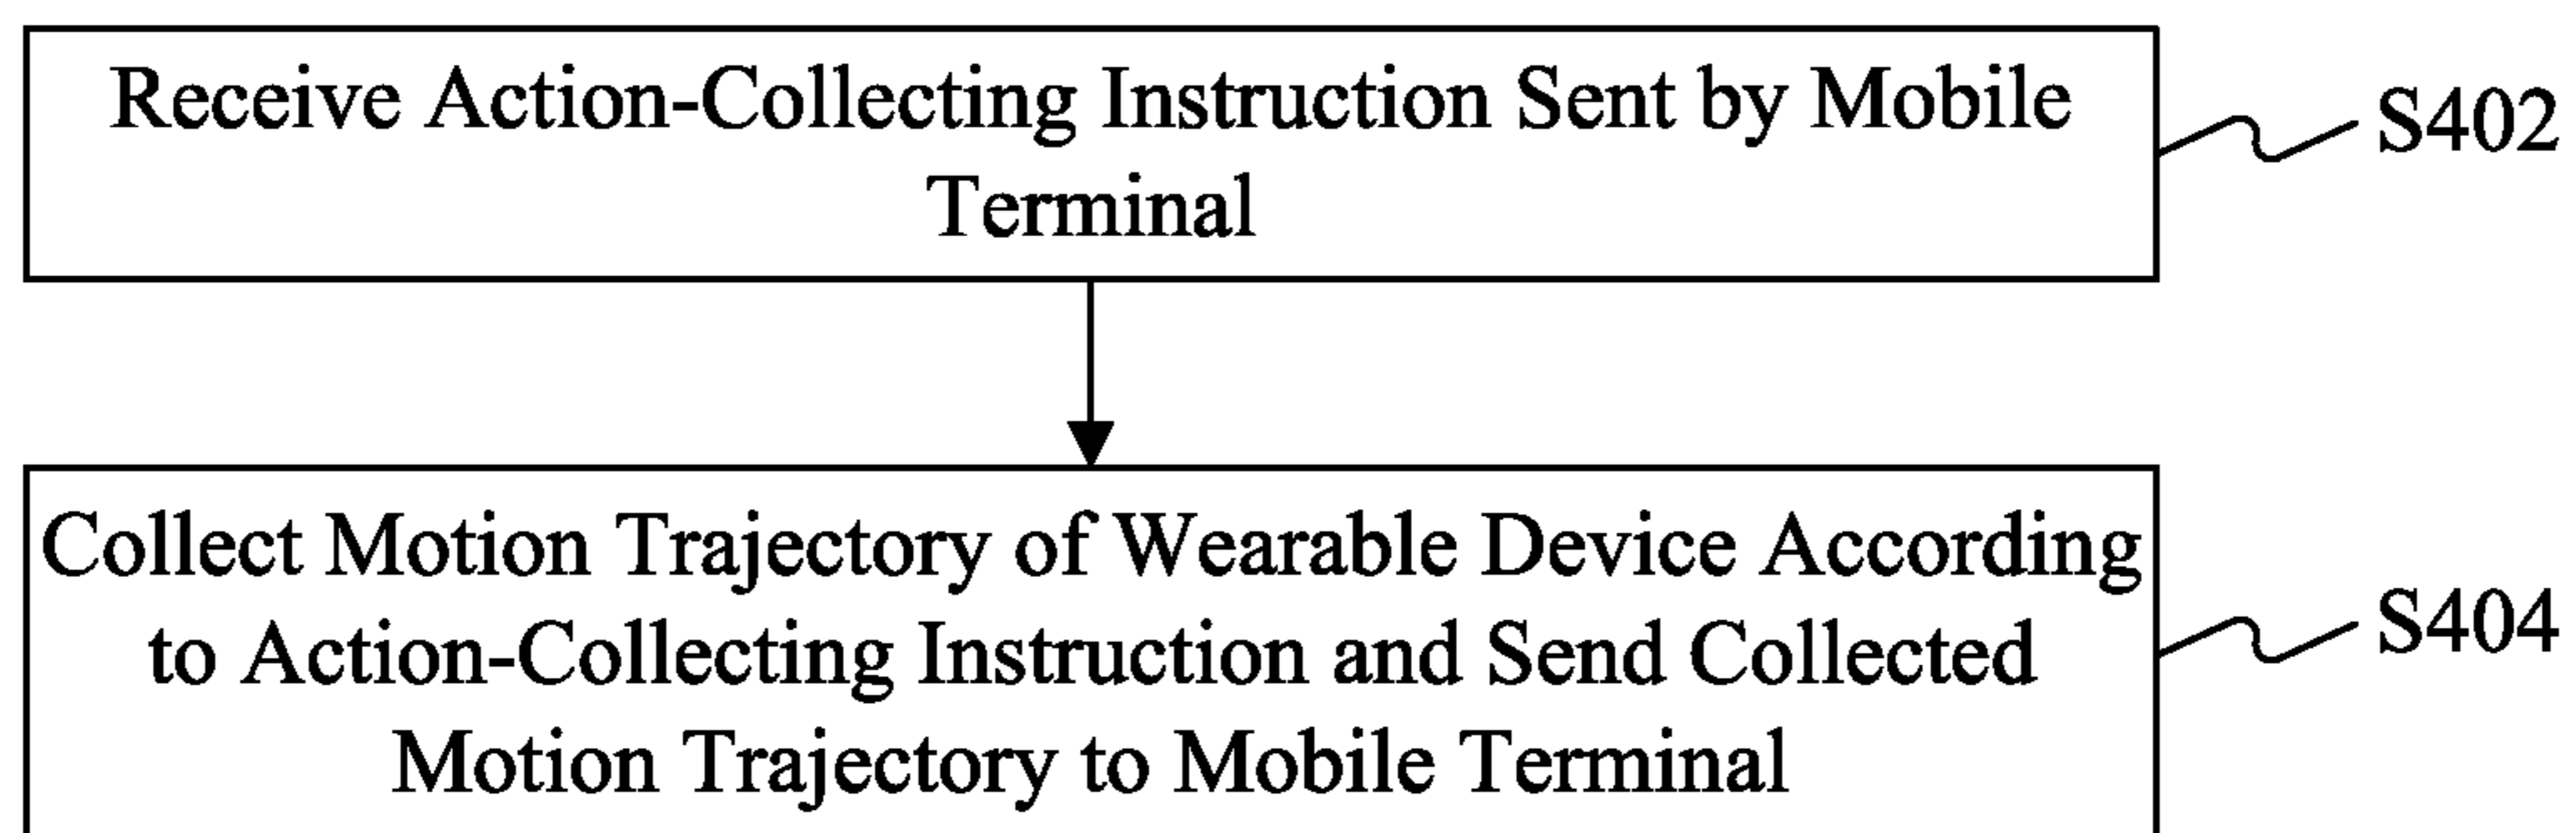 Receive Action-Collecting Instruction Sent by Mobile
Terminal
S402
Collect Motion Trajectory of Wearable Device According
to Action-Collecting Instruction and Send Collected
Motion Trajectory to Mobile Terminal
S404